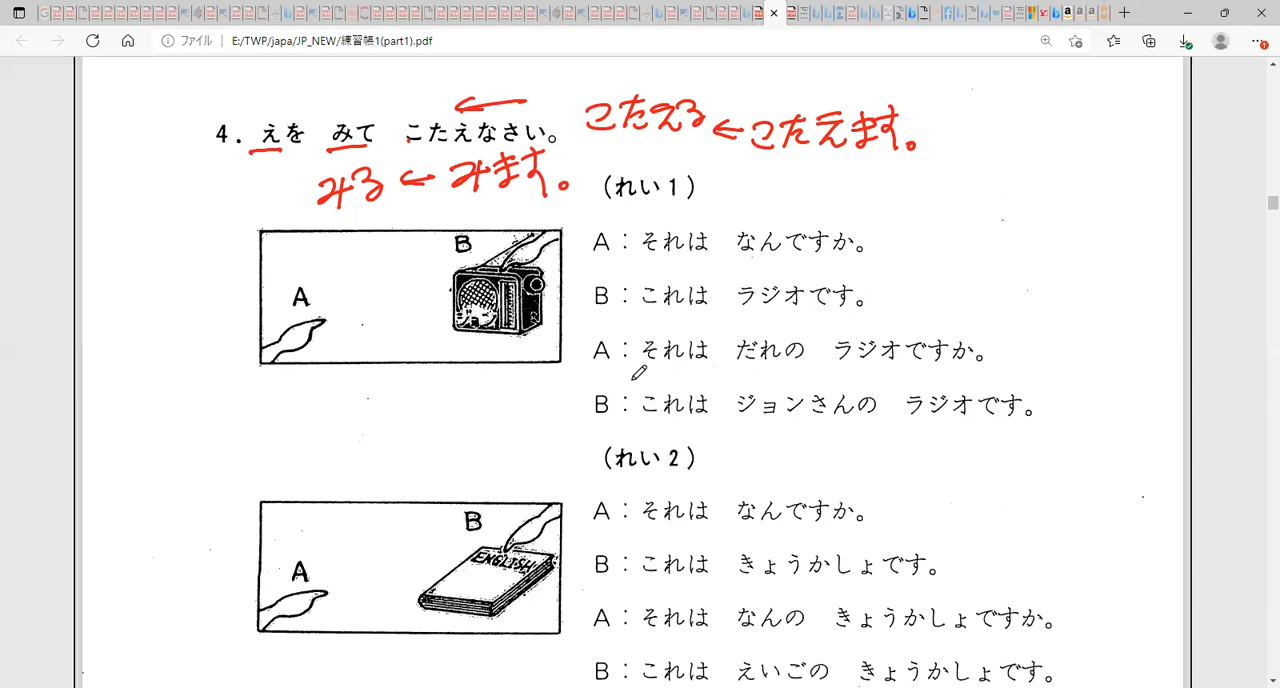 ファイル E:/TWP/japa/JP_NEW/練習帳1(part1).pdf
4. えを みて こたえなさい。
← こたえる ← こたえます。
みる ← みます。
(れい1)
A B
A:それは なんですか。
B:これは ラジオです。
A:それは だれの ラジオですか。
B:これは ジョンさんの ラジオです。
(れい2)
A B
ENGLISH
A:それは なんですか。
B:これは きょうかしょです。
A:それは なんの きょうかしょですか。
B:これは えいごの きょうかしょです。